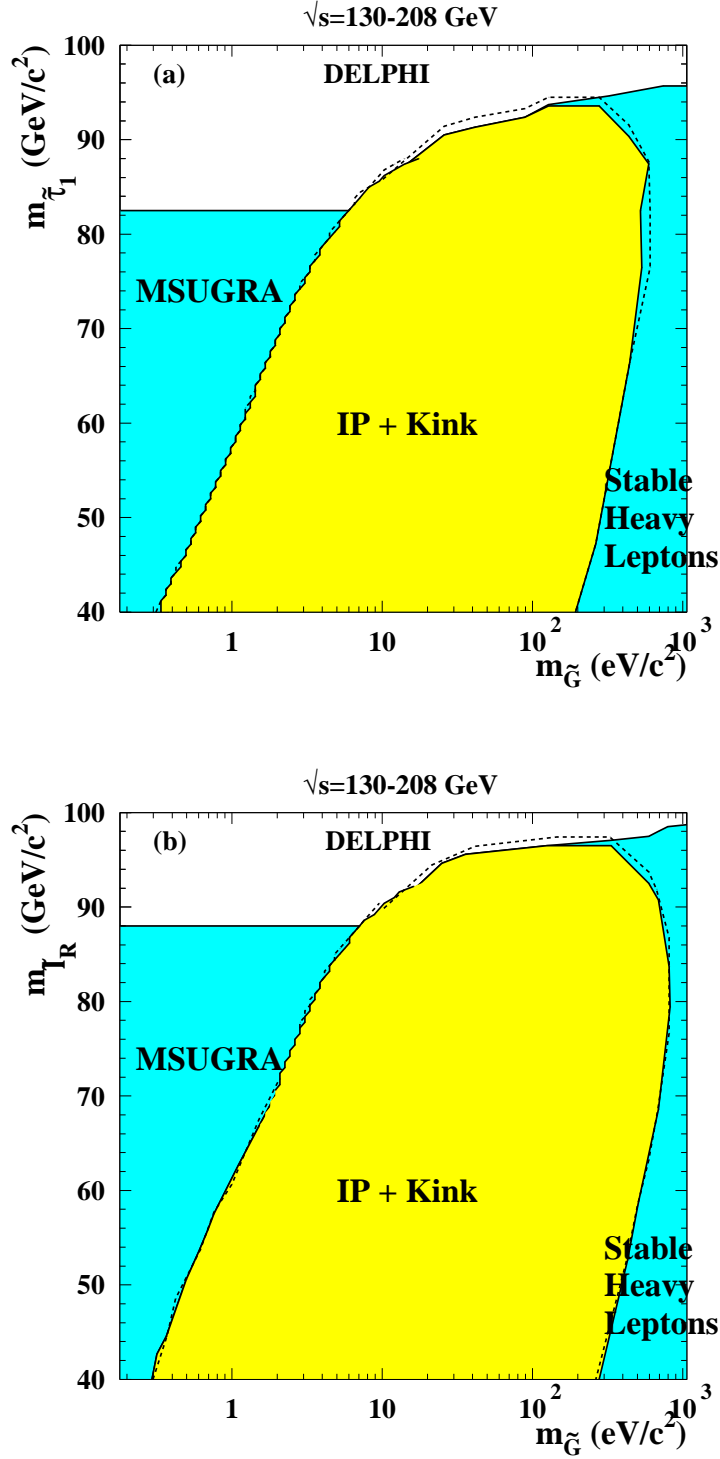 √s=130-208 GeV
m_τ̃1 ((GeV/c²)
100
90
80
70
60
50
40
(a)
DELPHI
MSUGRA
IP + Kink
Stable
Heavy
Leptons
1
10
10²
10³
m_G̃ (eV/c²)
√s=130-208 GeV
m_l̃R ((GeV/c²)
100
90
80
70
60
50
40
(b)
DELPHI
MSUGRA
IP + Kink
Stable
Heavy
Leptons
1
10
10²
10³
m_G̃ (eV/c²)